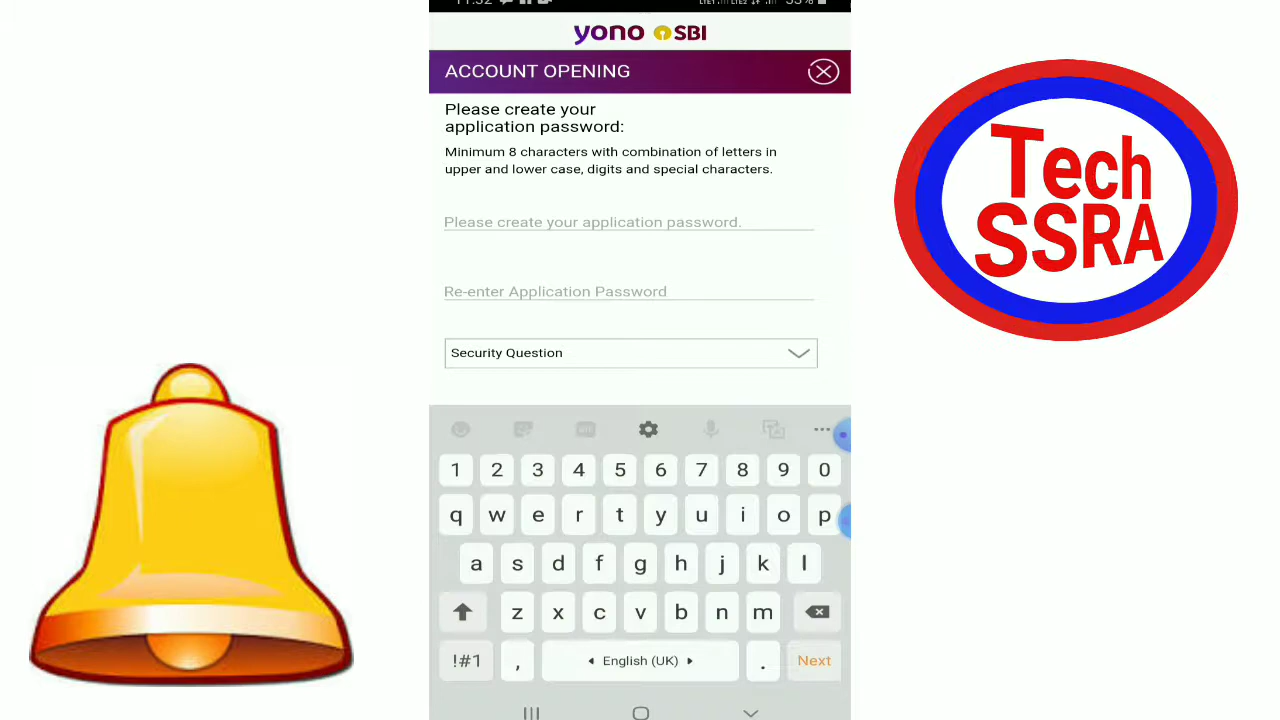 yono SBI
ACCOUNT OPENING
Please create your
application password:
Minimum 8 characters with combination of letters in
upper and lower case, digits and special characters.
Please create your application password.
Re-enter Application Password
Security Question
1 2 3 4 5 6 7 8 9 0
q w e r t y u i o p
a s d f g h j k l
z x c v b n m
!#1 , English (UK) . Next
Tech
SSRA